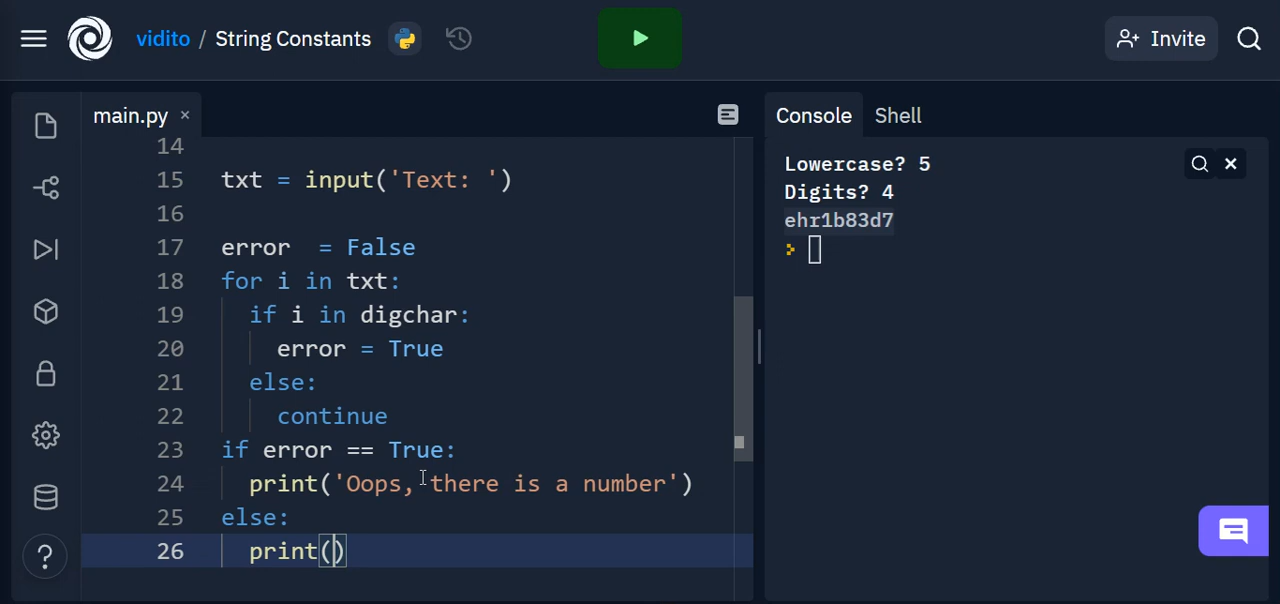 vidito / String Constants
Invite
main.py ×
Console Shell
14
15 txt = input('Text: ')
16
17 error  = False
18 for i in txt:
19   if i in digchar:
20     error = True
21   else:
22     continue
23 if error == True:
24   print('Oops, there is a number')
25 else:
26   print()
Lowercase? 5
Digits? 4
ehr1b83d7
?